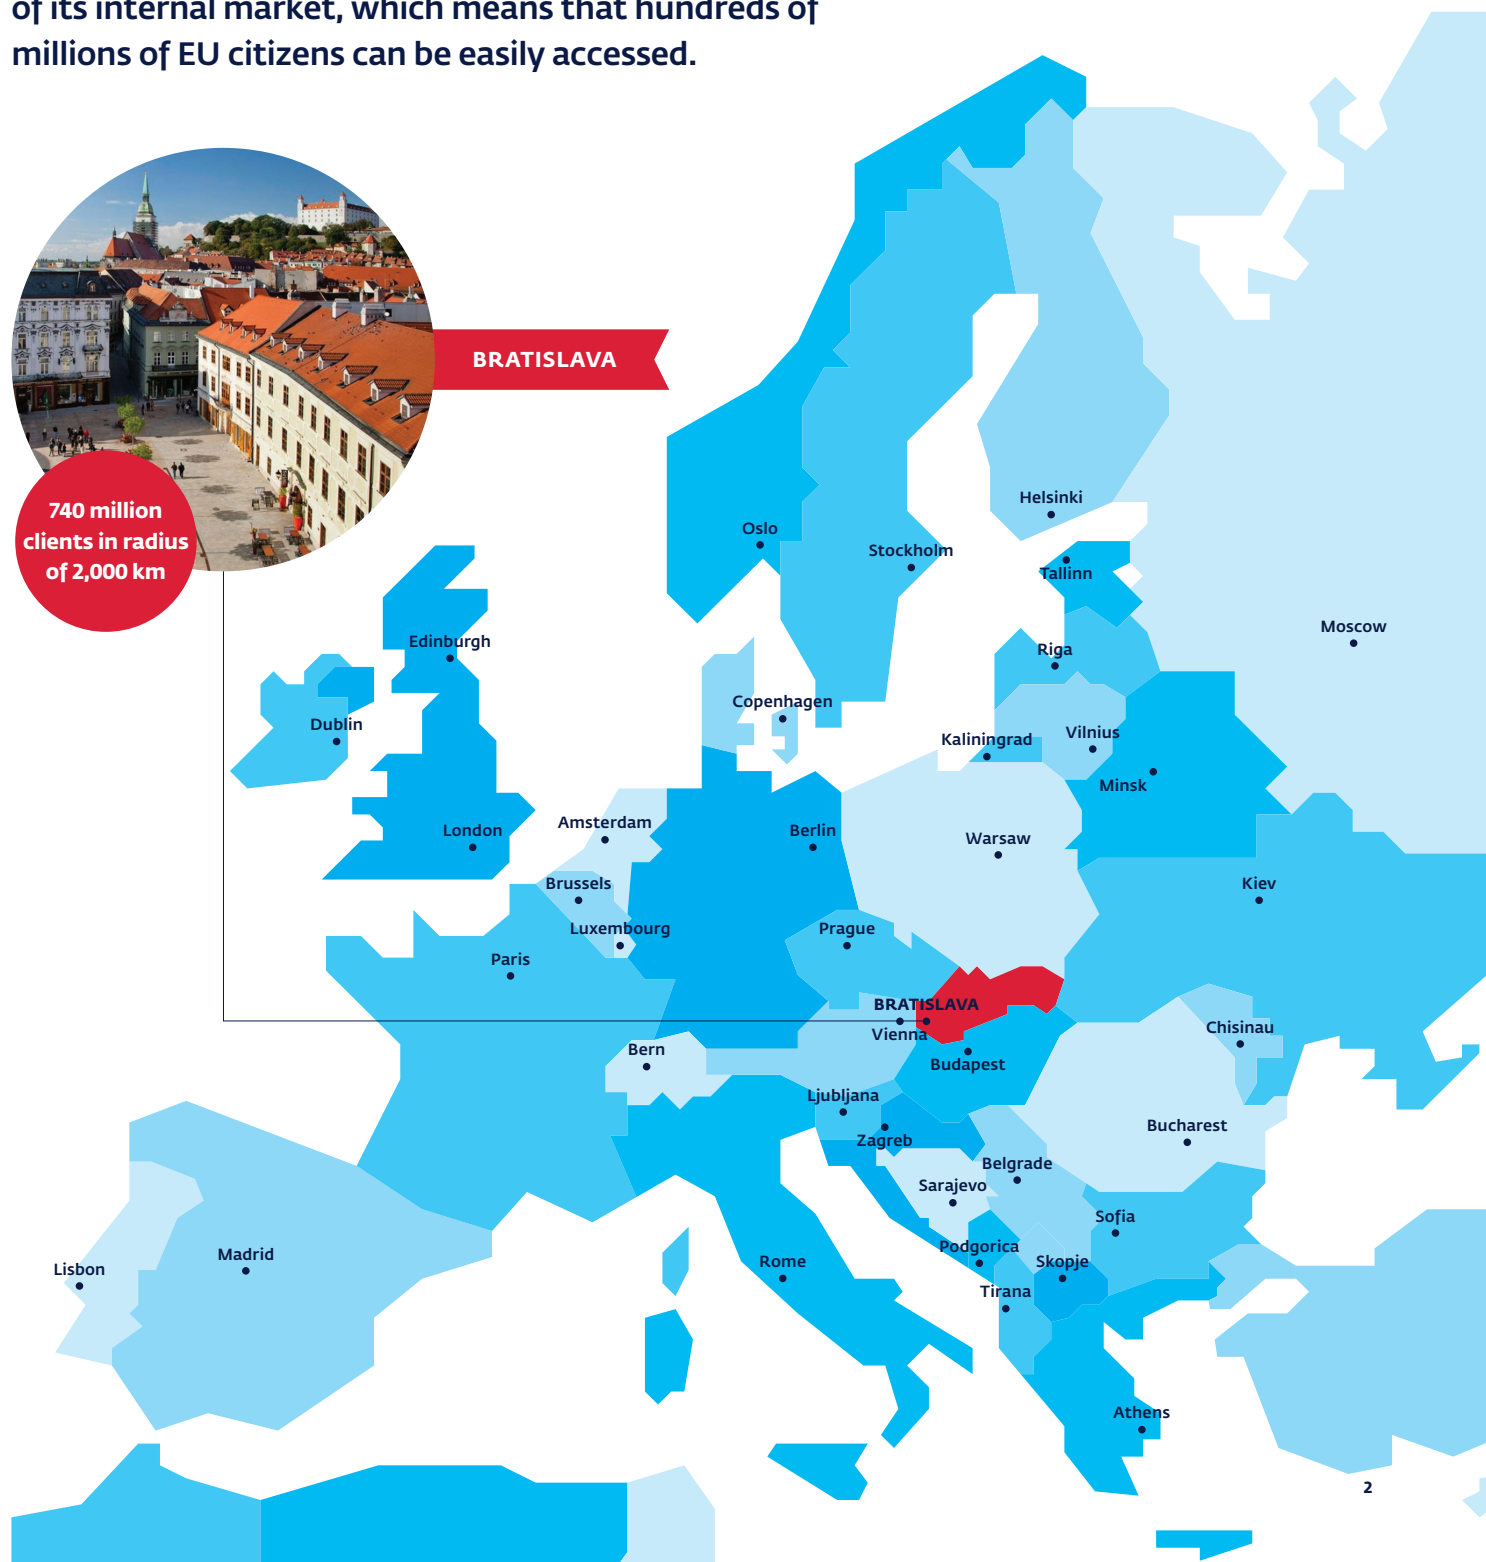 of its internal market, which means that hundreds of
millions of EU citizens can be easily accessed.
BRATISLAVA
740 million
clients in radius
of 2,000 km
Helsinki
Oslo
Stockholm
Tallinn
Moscow
Edinburgh
Riga
Copenhagen
Dublin
Kaliningrad
Vilnius
Minsk
Amsterdam
London
Berlin
Warsaw
Brussels
Kiev
Luxembourg
Prague
Paris
BRATISLAVA
Vienna
Chisinau
Bern
Budapest
Ljubljana
Bucharest
Zagreb
Belgrade
Sarajevo
Sofia
Podgorica
Madrid
Rome
Skopje
Lisbon
Tirana
Athens
2